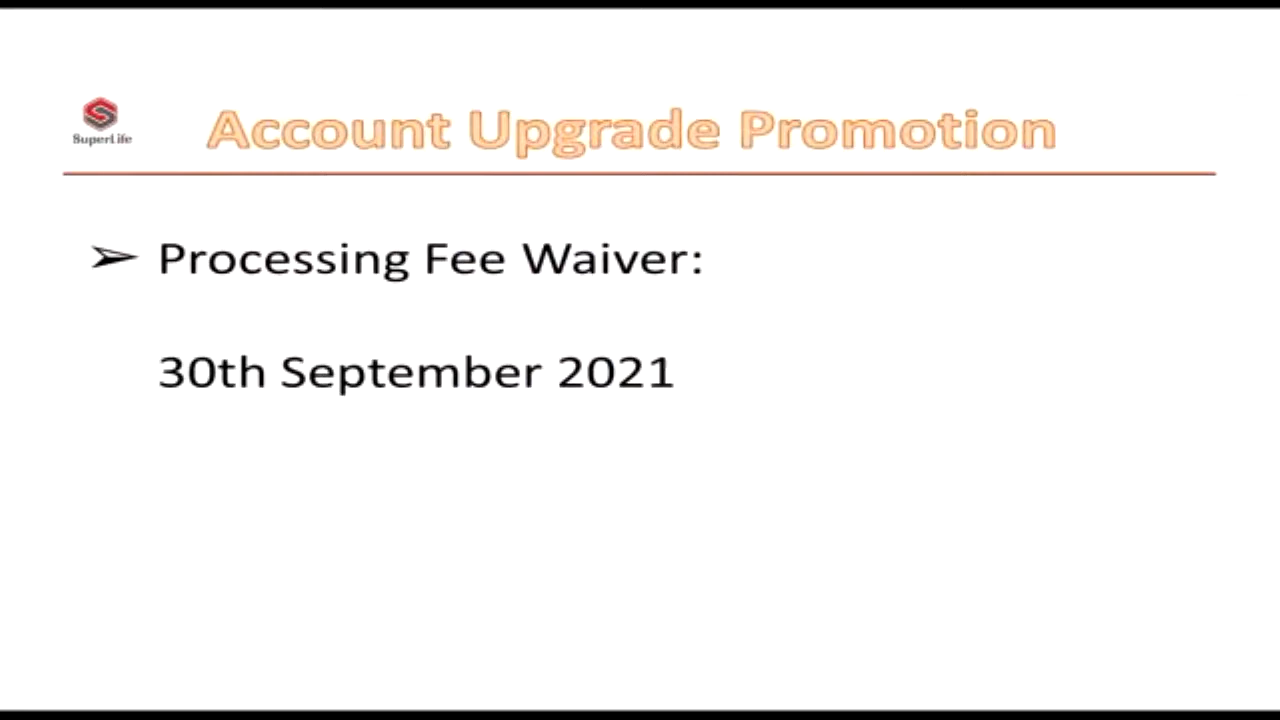 SuperLife
Account Upgrade Promotion
➢ Processing Fee Waiver:
30th September 2021